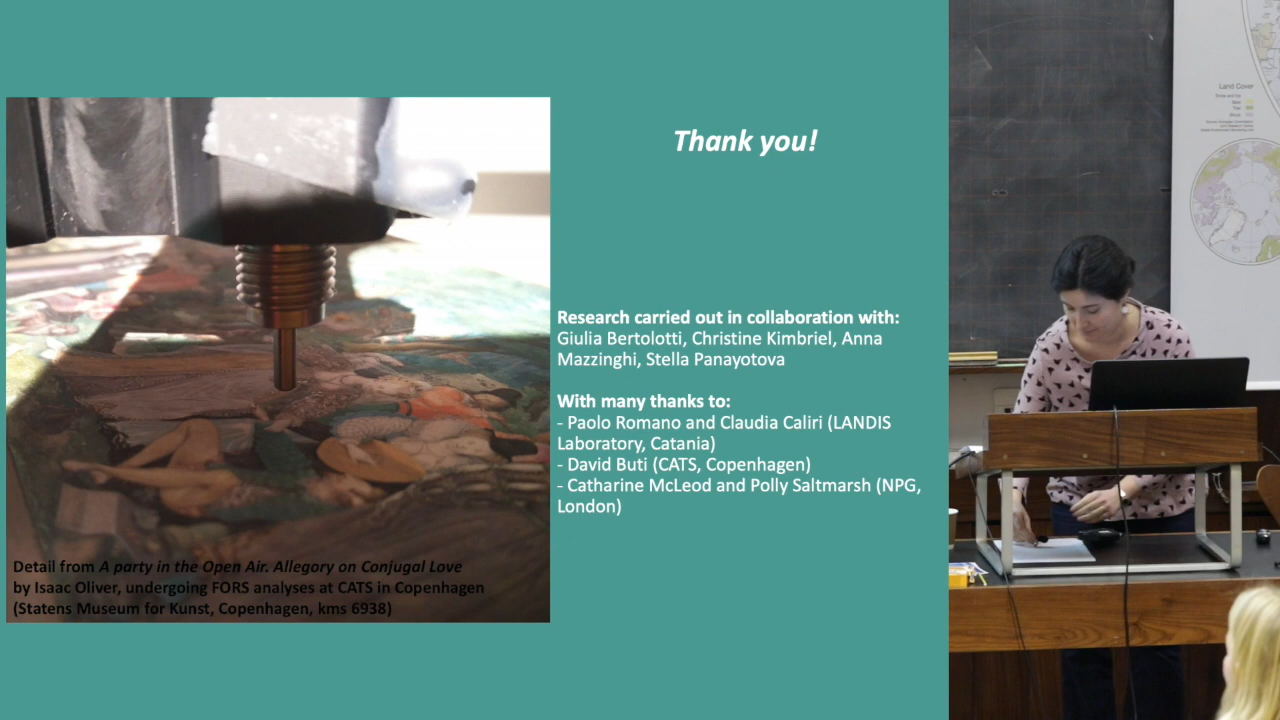 Thank you!
Research carried out in collaboration with:
Giulia Bertolotti, Christine Kimbriel, Anna
Mazzinghi, Stella Panayotova
With many thanks to:
- Paolo Romano and Claudia Caliri (LANDIS
Laboratory, Catania)
- David Buti (CATS, Copenhagen)
- Catharine McLeod and Polly Saltmarsh (NPG,
London)
Detail from A party in the Open Air. Allegory on Conjugal Love
by Isaac Oliver, undergoing FORS analyses at CATS in Copenhagen
(Statens Museum for Kunst, Copenhagen, kms 6938)
Land Cover